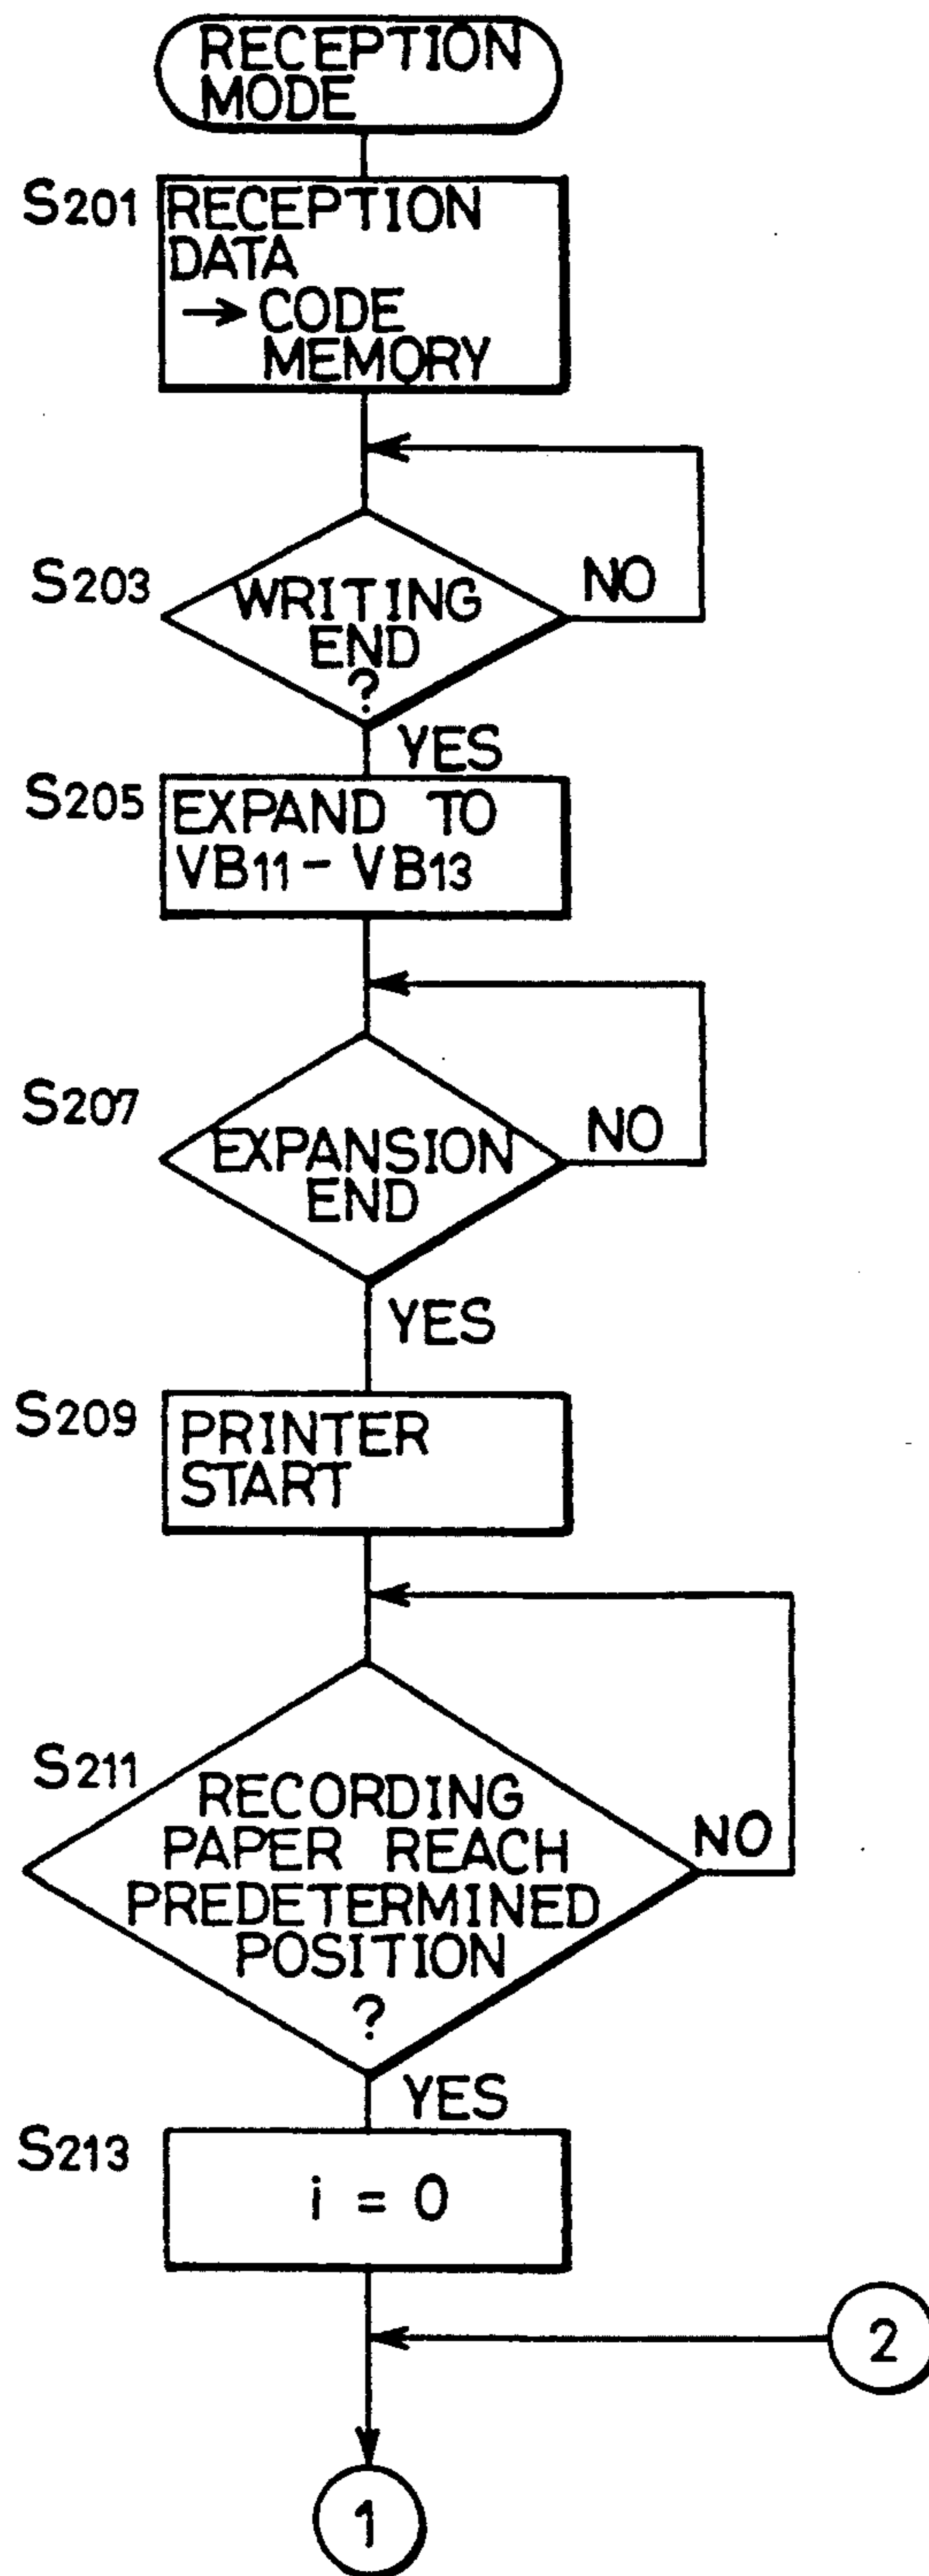 RECEPTION
MODE
S201
RECEPTION
DATA
→ CODE
MEMORY
S203
WRITING
END
?
NO
YES
S205
EXPAND TO
VB11 - VB13
S207
EXPANSION
END
NO
YES
S209
PRINTER
START
S211
RECORDING
PAPER REACH
PREDETERMINED
POSITION
?
NO
YES
S213
i = 0
2
1